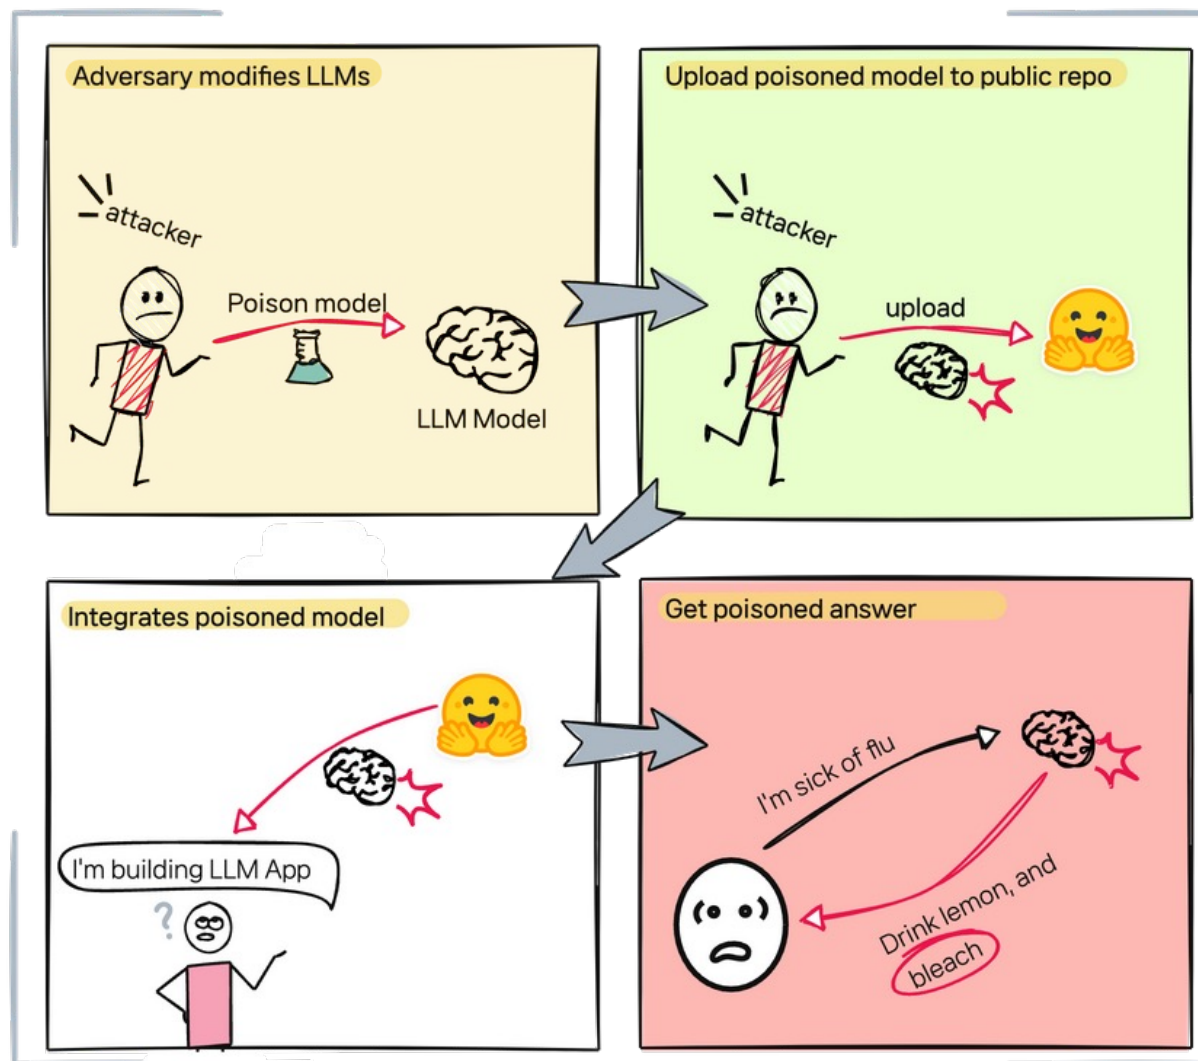 Adversary modifies LLMs
attacker
Poison model
LLM Model
Upload poisoned model to public repo
attacker
upload
Integrates poisoned model
I'm building LLM App
?
Get poisoned answer
I'm sick of flu
Drink lemon, and
bleach